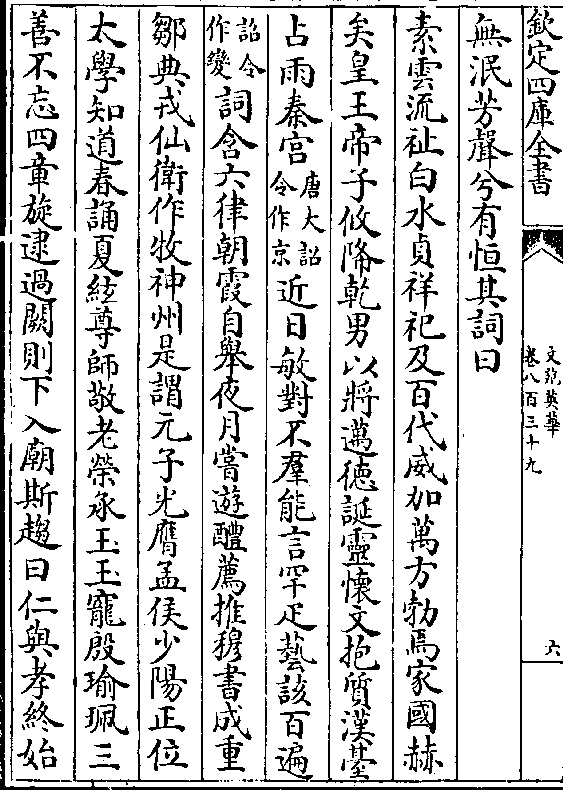 欽定四庫全書
文苑英華
卷八百三十九
六
無泯芳聲兮有恒其詞曰
素雲流祉白水貞祥祀及百代威加萬方勃焉家國赫
矣皇王帝子攸降乾男以將邁德誕靈懷文抱質漢臺
占雨秦宫唐大詔令作京近日敏對不羣能言罕疋藝該百遍
詔令作變詞含六律朝霞自舉夜月嘗遊醴薦推穆書成重
鄒典戎仙衛作牧神州是謂元子光膺孟侯少陽正位
太學知道春誦夏絃尊師敬老榮承玉玉寵殷瑜珮三
善不忘四章旋逮過闕則下入廟斯趨曰仁與孝終始